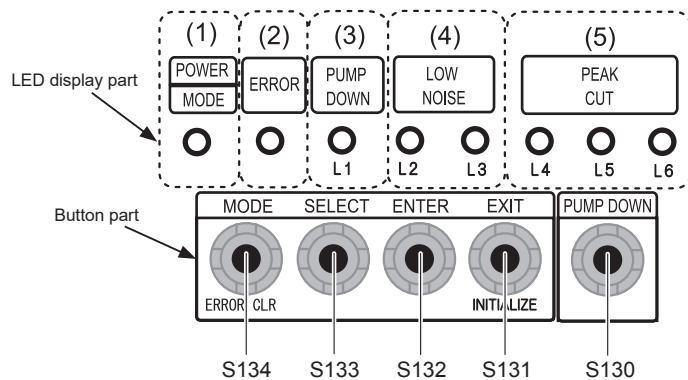 (1) (2) (3) (4) (5)
POWER
MODE
ERROR
PUMP
DOWN
LOW
NOISE
PEAK
CUT
LED display part
L1 L2 L3 L4 L5 L6
Button part
MODE SELECT ENTER EXIT PUMP DOWN
ERROR CLR INITIALIZE
S134 S133 S132 S131 S130